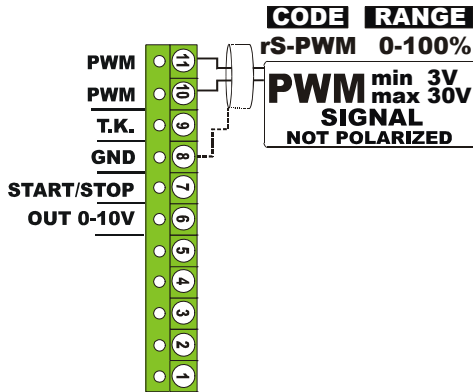 CODE RANGE
rS-PWM 0-100%
PWM min 3V
max 30V
SIGNAL
NOT POLARIZED
PWM 11
PWM 10
T.K. 9
GND 8
START/STOP 7
OUT 0-10V 6
5
4
3
2
1